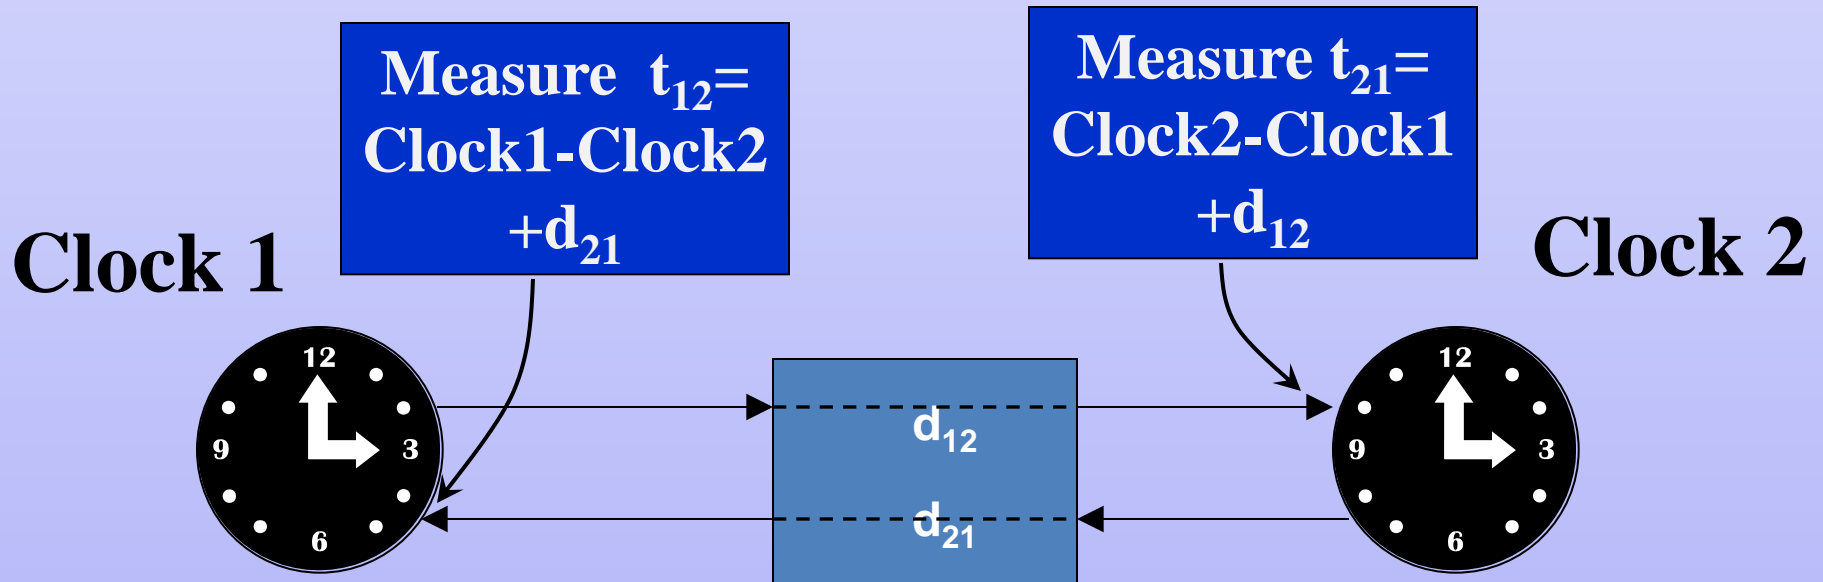 Measure t₁₂=
Clock1-Clock2
+d₂₁
Measure t₂₁=
Clock2-Clock1
+d₁₂
Clock 1
Clock 2
12
9
3
6
d₁₂
d₂₁
12
9
3
6